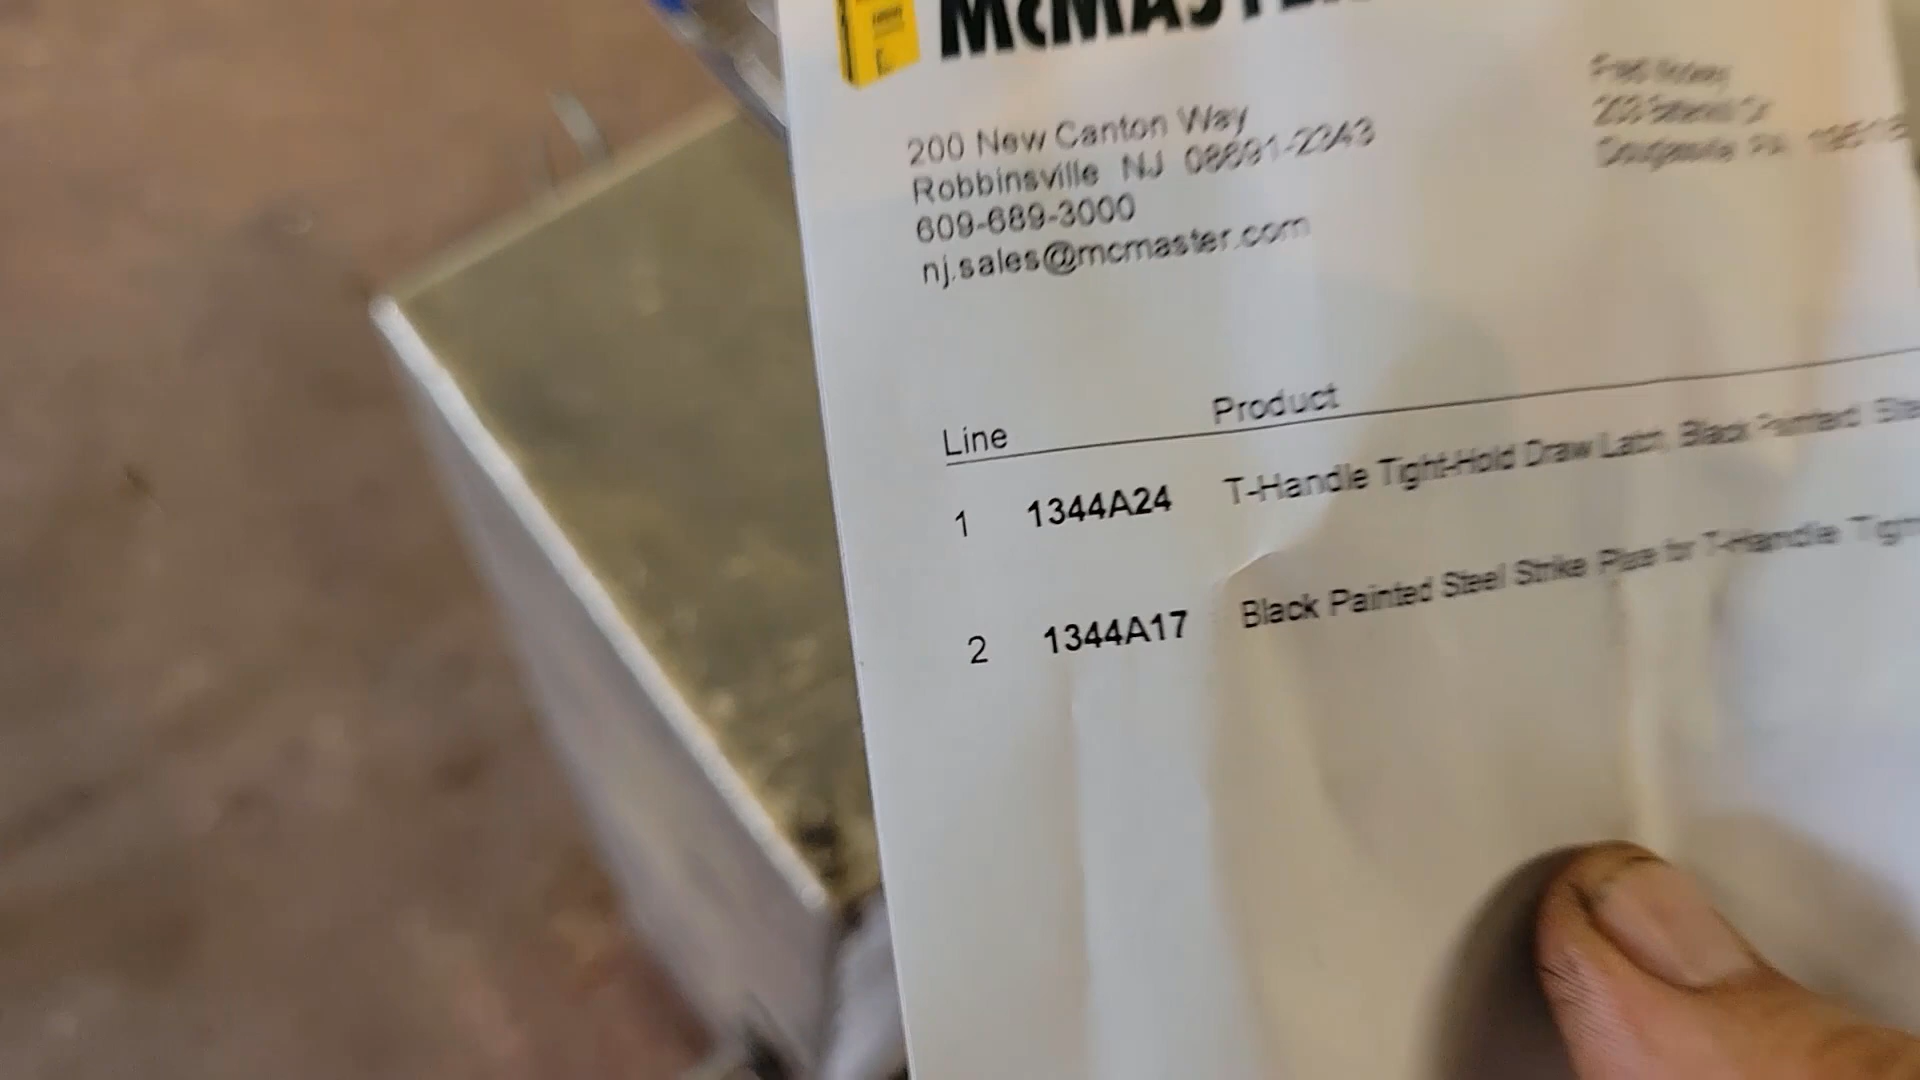 McMASTER
200 New Canton Way
Robbinsville NJ 08691-2343
609-689-3000
nj.sales@mcmaster.com
Line Product
1 1344A24 T-Handle Tight-Hold Draw Latch, Black Painted
2 1344A17 Black Painted Steel Strike Plate for T-Handle